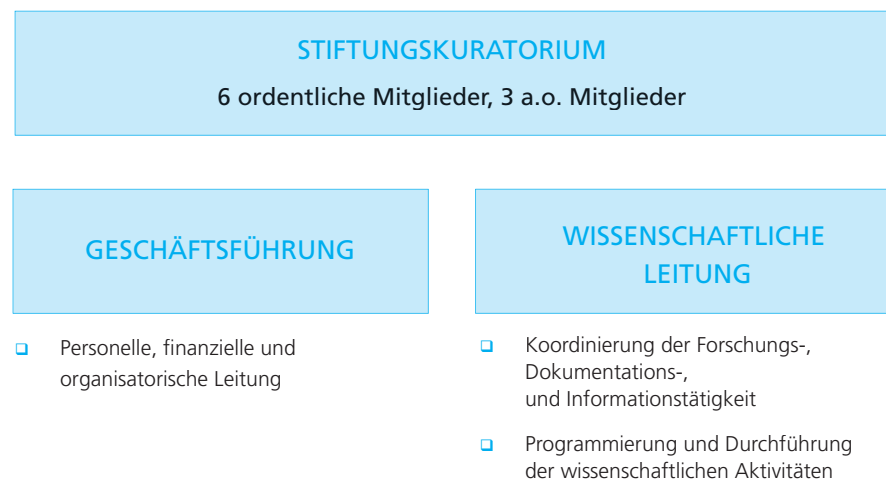 STIFTUNGSKURATORIUM
6 ordentliche Mitglieder, 3 a.o. Mitglieder
GESCHÄFTSFÜHRUNG
Personelle, finanzielle und
organisatorische Leitung
WISSENSCHAFTLICHE
LEITUNG
Koordinierung der Forschungs-,
Dokumentations-,
und Informationstätigkeit
Programmierung und Durchführung
der wissenschaftlichen Aktivitäten